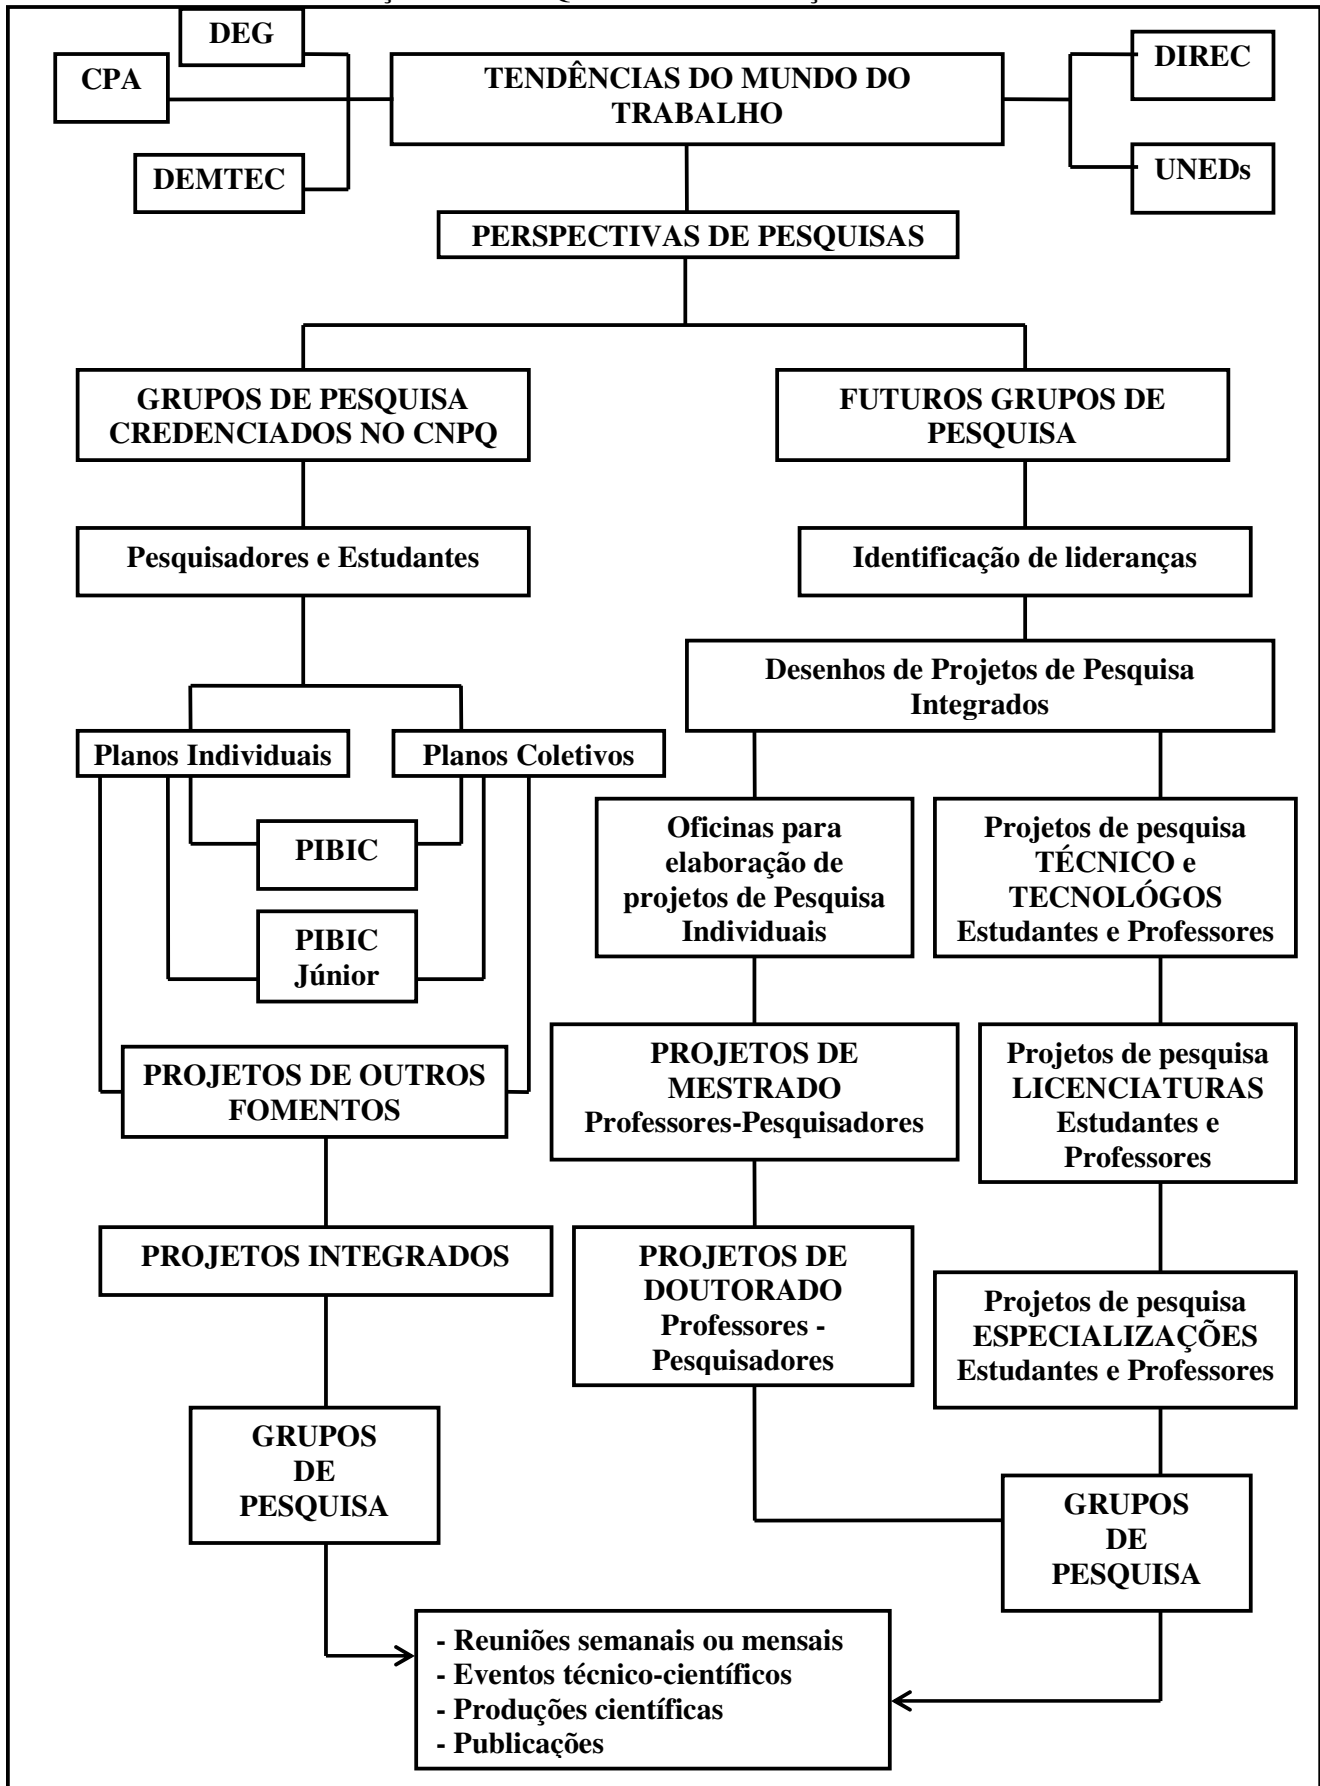 DEG
CPA
DEMTEC
TENDÊNCIAS DO MUNDO DO
TRABALHO
DIREC
UNEDs
PERSPECTIVAS DE PESQUISAS
GRUPOS DE PESQUISA
CREDENCIADOS NO CNPQ
FUTUROS GRUPOS DE
PESQUISA
Pesquisadores e Estudantes
Identificação de lideranças
Desenhos de Projetos de Pesquisa
Integrados
Planos Individuais
Planos Coletivos
PIBIC
PIBIC
Júnior
Oficinas para
elaboração de
projetos de Pesquisa
Individuais
Projetos de pesquisa
TÉCNICO e
TECNOLÓGOS
Estudantes e Professores
PROJETOS DE OUTROS
FOMENTOS
PROJETOS DE
MESTRADO
Professores-Pesquisadores
Projetos de pesquisa
LICENCIATURAS
Estudantes e
Professores
PROJETOS INTEGRADOS
PROJETOS DE
DOUTORADO
Professores -
Pesquisadores
Projetos de pesquisa
ESPECIALIZAÇÕES
Estudantes e Professores
GRUPOS
DE
PESQUISA
GRUPOS
DE
PESQUISA
- Reuniões semanais ou mensais
- Eventos técnico-científicos
- Produções científicas
- Publicações